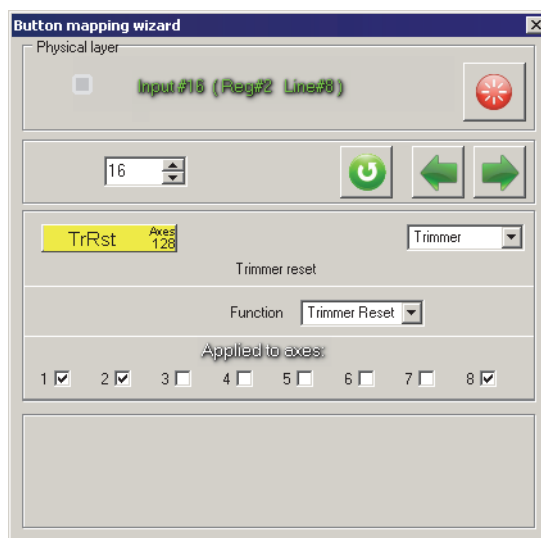 Button mapping wizard
Physical layer
Input #16 (Reg#2 Line#8)
16
TrRst Axes 128
Trimmer
Trimmer reset
Function Trimmer Reset
Applied to axes:
1 2 3 4 5 6 7 8